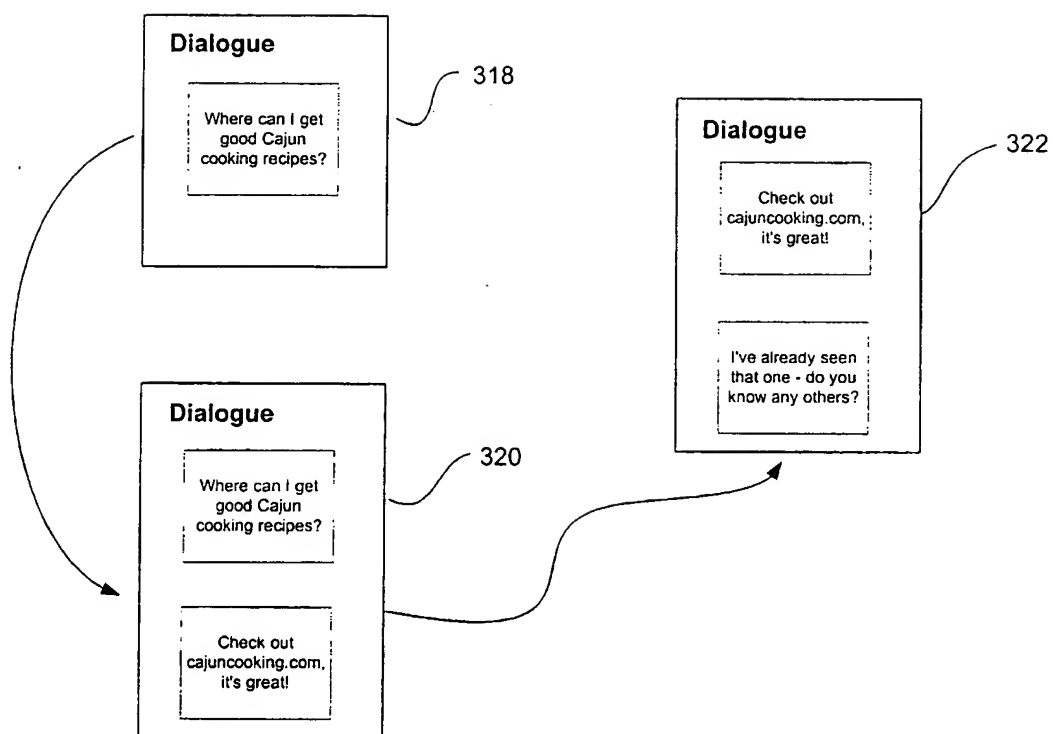 Dialogue
Where can I get
good Cajun
cooking recipes?
318
Dialogue
Where can I get
good Cajun
cooking recipes?
Check out
cajuncooking.com,
it's great!
320
Dialogue
Check out
cajuncooking.com,
it's great!
I've already seen
that one - do you
know any others?
322